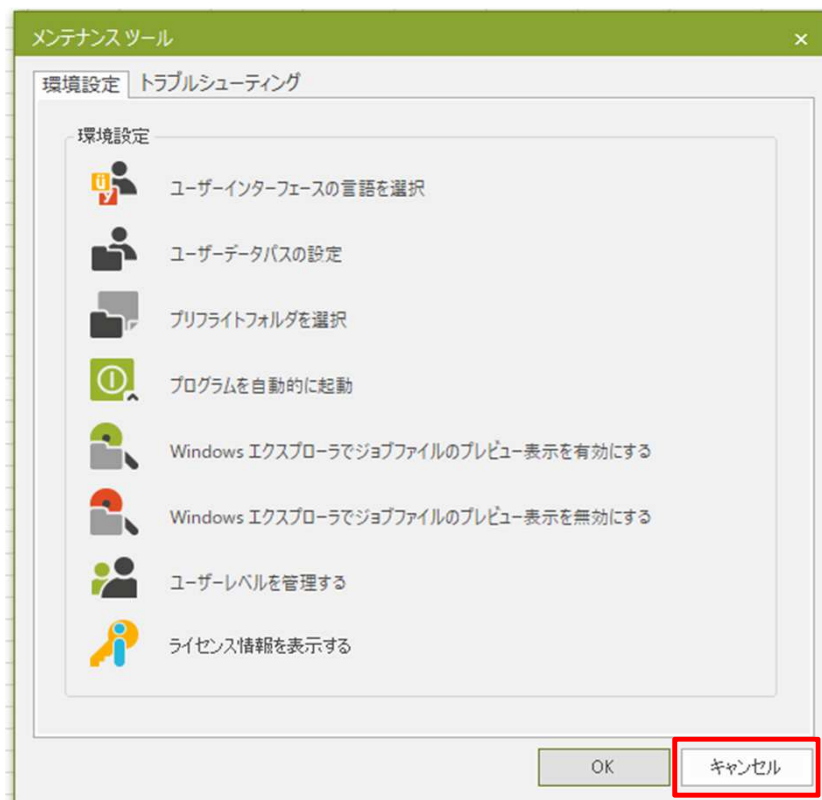 メンテナンス ツール
環境設定 トラブルシューティング
環境設定
ユーザーインターフェースの言語を選択
ユーザーデータパスの設定
プリフライトフォルダを選択
プログラムを自動的に起動
Windows エクスプローラでジョブファイルのプレビュー表示を有効にする
Windows エクスプローラでジョブファイルのプレビュー表示を無効にする
ユーザーレベルを管理する
ライセンス情報を表示する
OK キャンセル